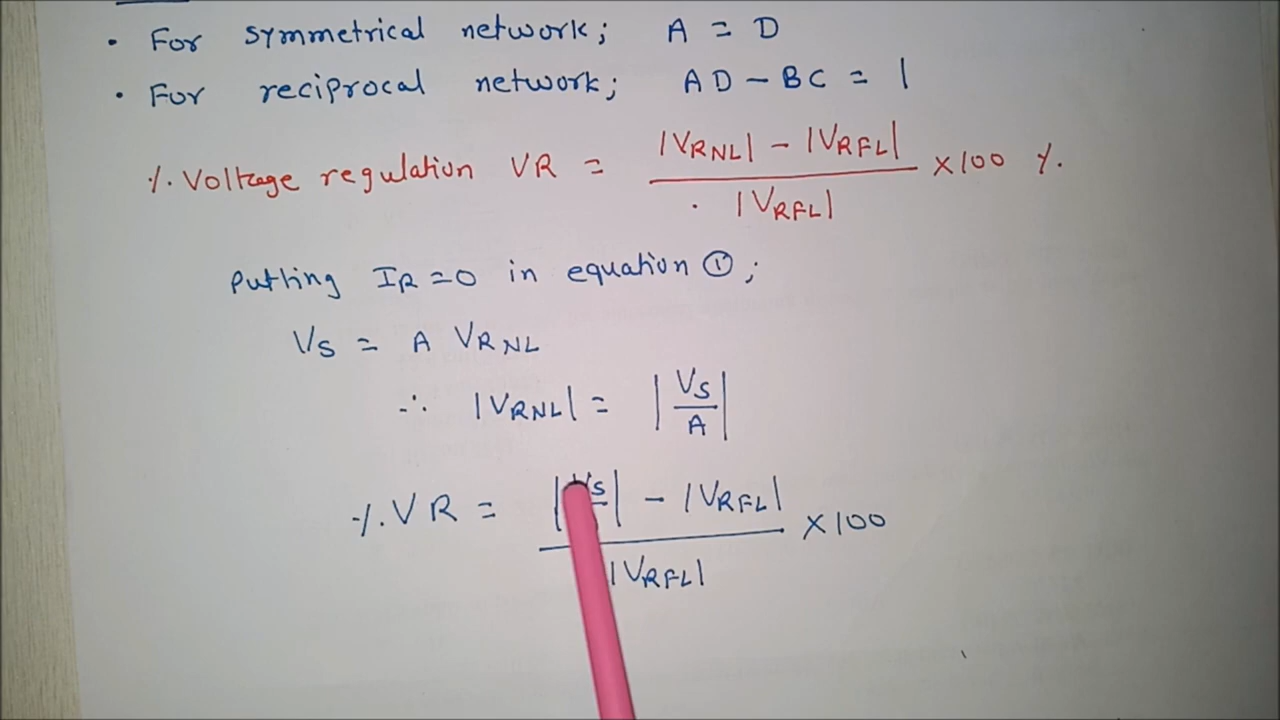 • For symmetrical network; A = D
• For reciprocal network; AD - BC = 1
%. Voltage regulation VR = |VRNL| - |VRFL| / |VRFL| × 100 %.
Putting IR = 0 in equation ①;
VS = A VRNL
∴ |VRNL| = |VS / A|
%. VR = | S | - |VRFL| / |VRFL| × 100